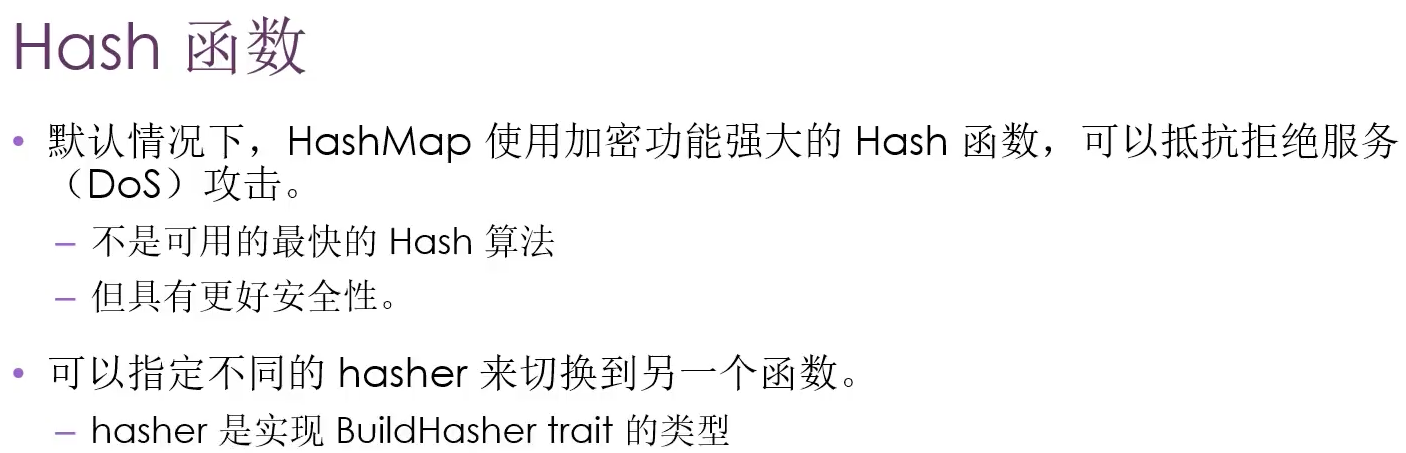 Hash 函数
• 默认情况下，HashMap 使用加密功能强大的 Hash 函数，可以抵抗拒绝服务
（DoS）攻击。
– 不是可用的最快的 Hash 算法
– 但具有更好安全性。
• 可以指定不同的 hasher 来切换到另一个函数。
– hasher 是实现 BuildHasher trait 的类型